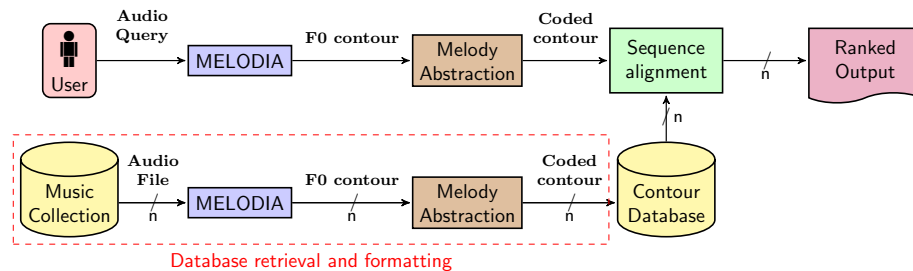 Audio
Query
User
MELODIA
F0 contour
Melody
Abstraction
Coded
contour
Sequence
alignment
n
Ranked
Output
n
Music
Collection
Audio
File
n
MELODIA
F0 contour
n
Melody
Abstraction
Coded
contour
n
Contour
Database
Database retrieval and formatting